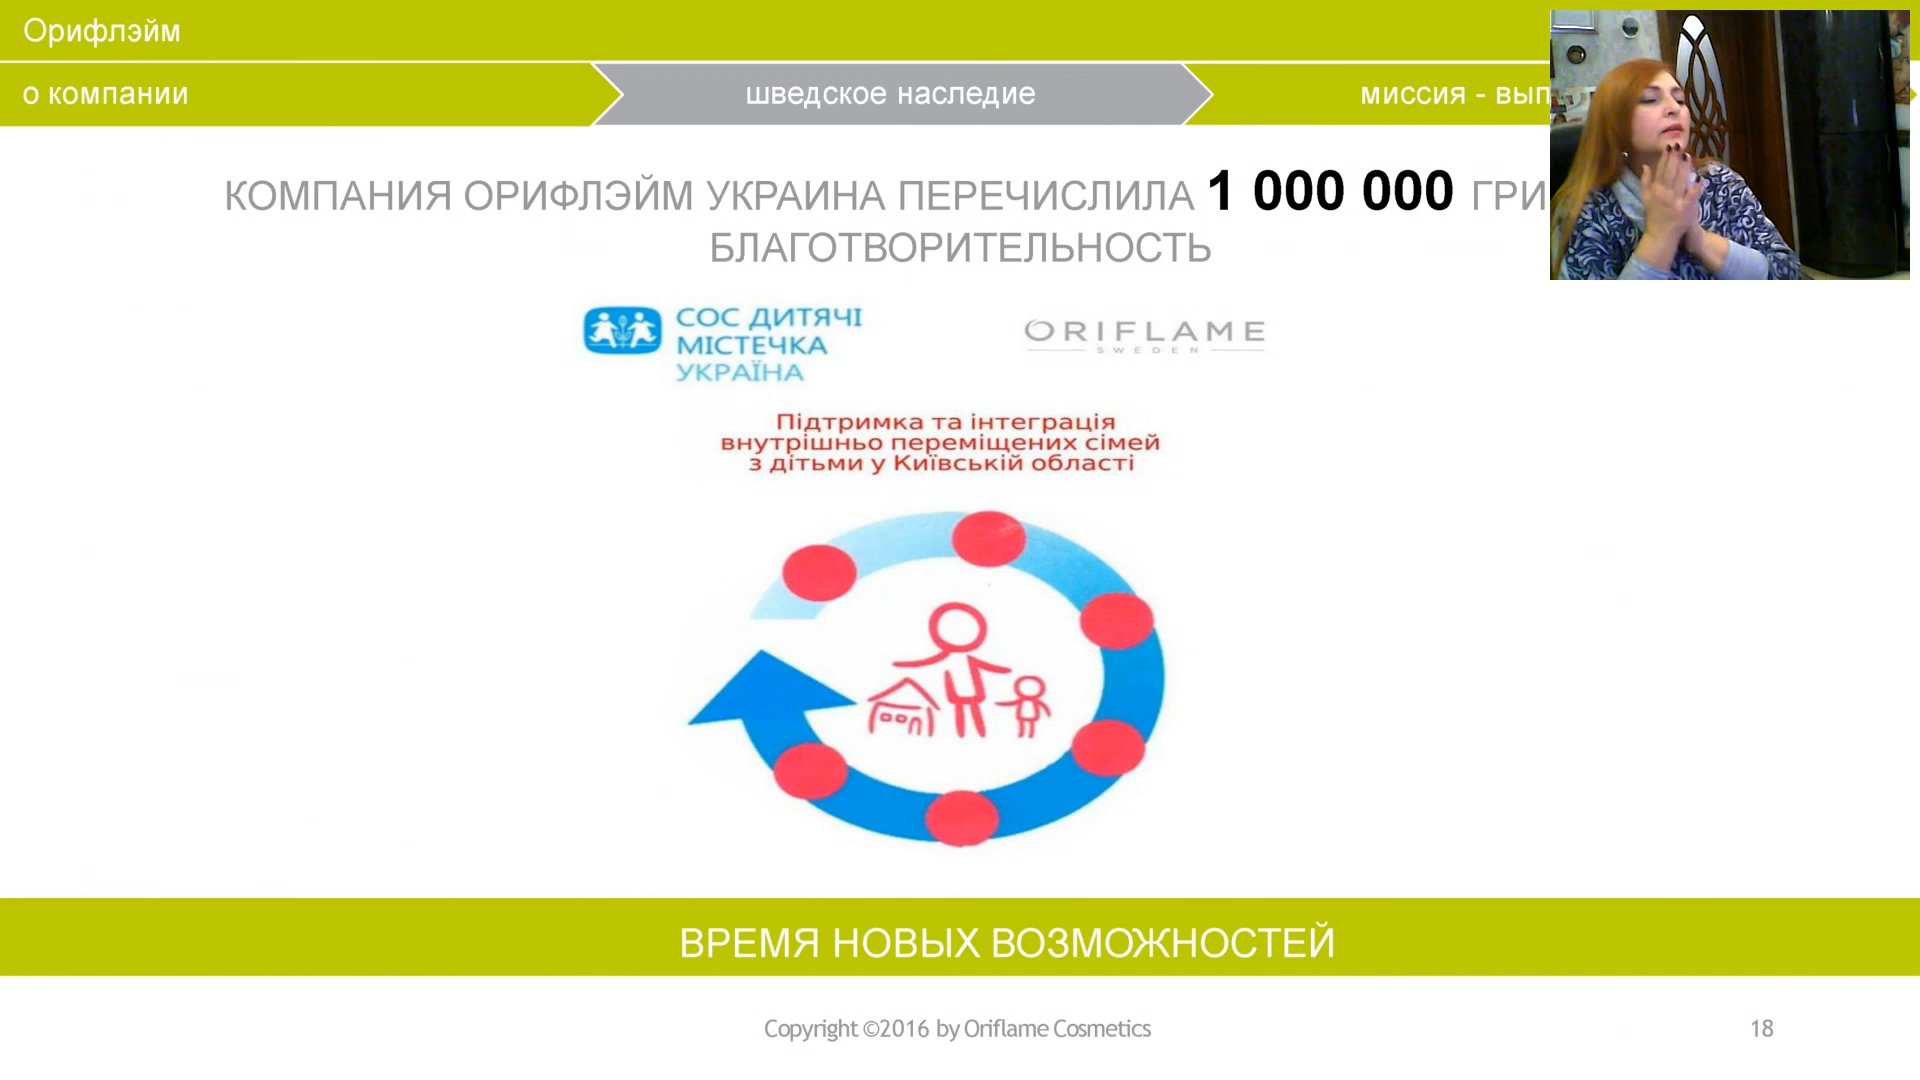 Орифлэйм
о компании
шведское наследие
миссия - вып
КОМПАНИЯ ОРИФЛЭЙМ УКРАИНА ПЕРЕЧИСЛИЛА 1 000 000 ГРИ
БЛАГОТВОРИТЕЛЬНОСТЬ
СОС ДИТЯЧІ
МІСТЕЧКА
УКРАЇНА
ORIFLAME
SWEDEN
Підтримка та інтеграція
внутрішньо переміщених сімей
з дітьми у Київській області
ВРЕМЯ НОВЫХ ВОЗМОЖНОСТЕЙ
Copyright ©2016 by Oriflame Cosmetics
18